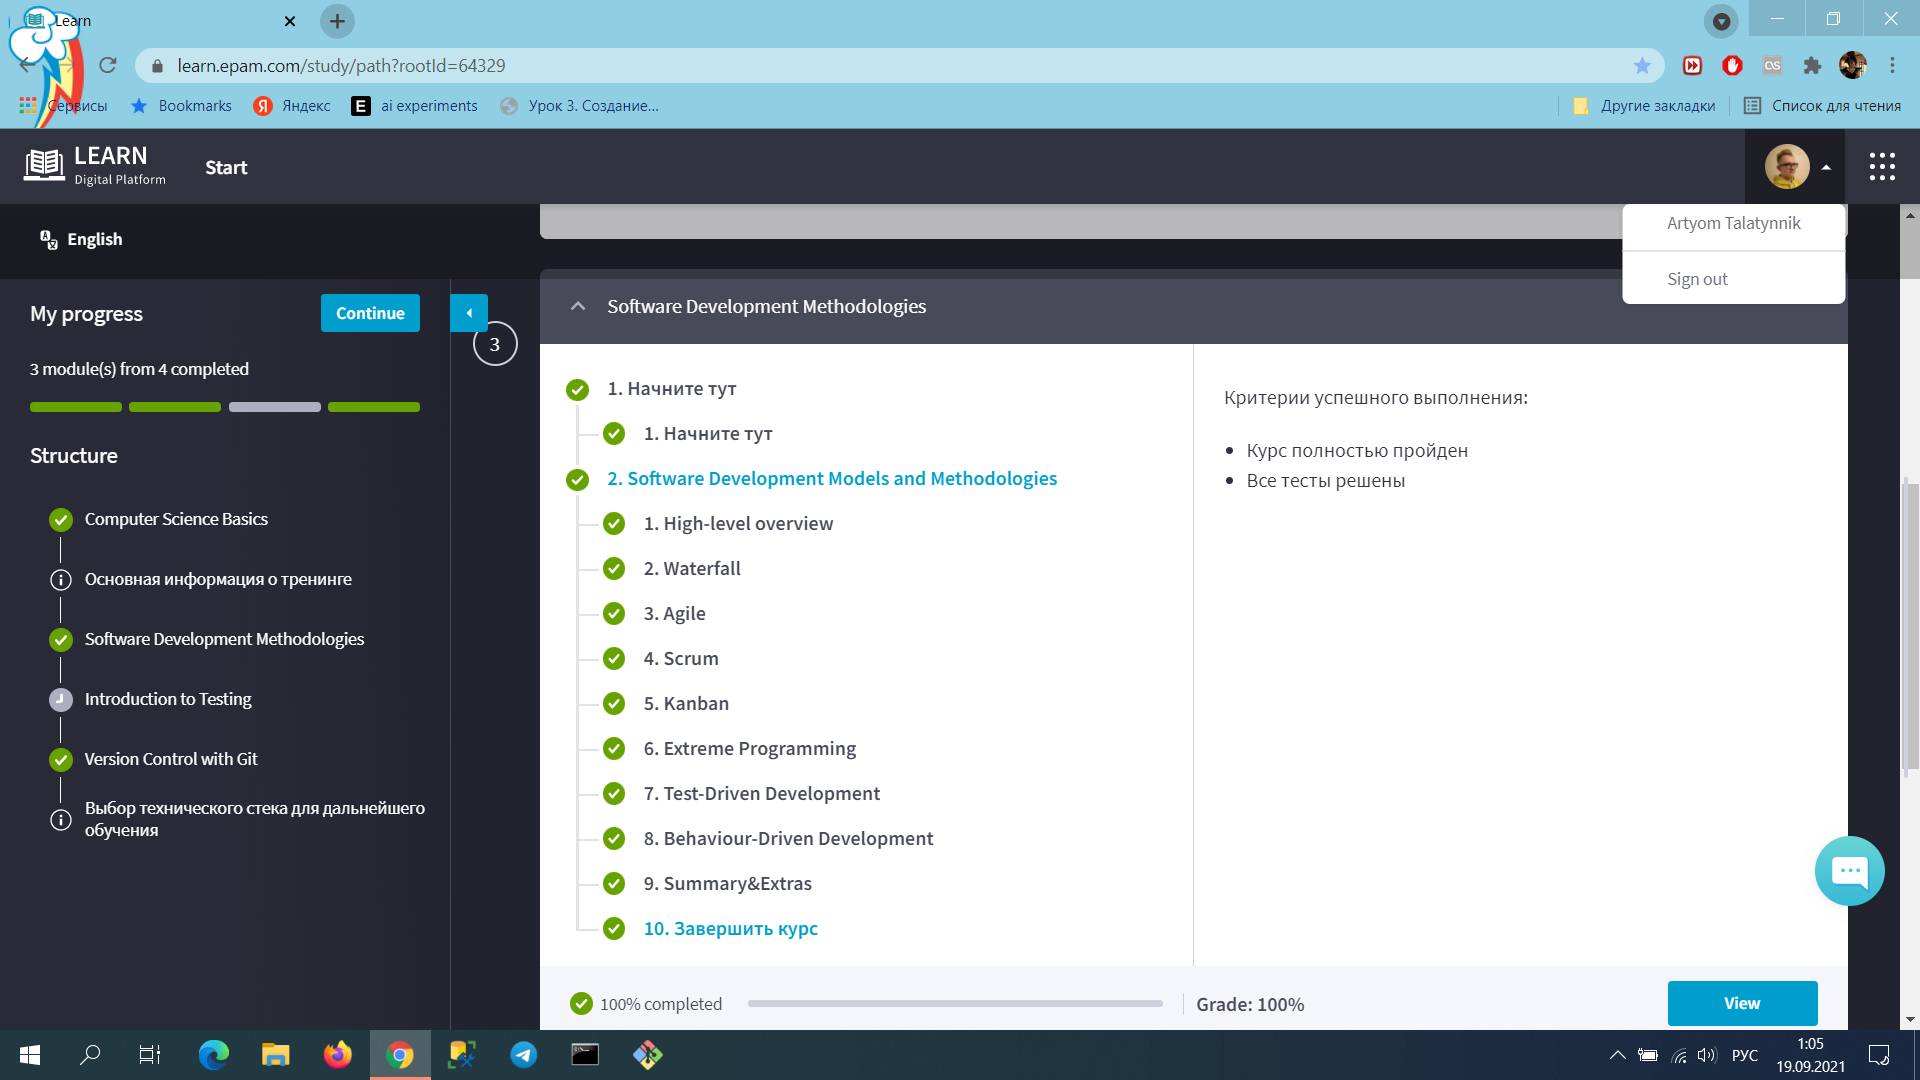 Learn
learn.epam.com/study/path?rootId=64329
Сервисы
Bookmarks
Яндекс
ai experiments
Урок 3. Создание...
Другие закладки
Список для чтения
LEARN
Digital Platform
Start
Artyom Talatynnik
Sign out
English
My progress
Continue
3 module(s) from 4 completed
Structure
Computer Science Basics
Основная информация о тренинге
Software Development Methodologies
Introduction to Testing
Version Control with Git
Выбор технического стека для дальнейшего
обучения
3
Software Development Methodologies
1. Начните тут
1. Начните тут
2. Software Development Models and Methodologies
1. High-level overview
2. Waterfall
3. Agile
4. Scrum
5. Kanban
6. Extreme Programming
7. Test-Driven Development
8. Behaviour-Driven Development
9. Summary&Extras
10. Завершить курс
Критерии успешного выполнения:
• Курс полностью пройден
• Все тесты решены
100% completed
Grade: 100%
View
РУС
1:05
19.09.2021